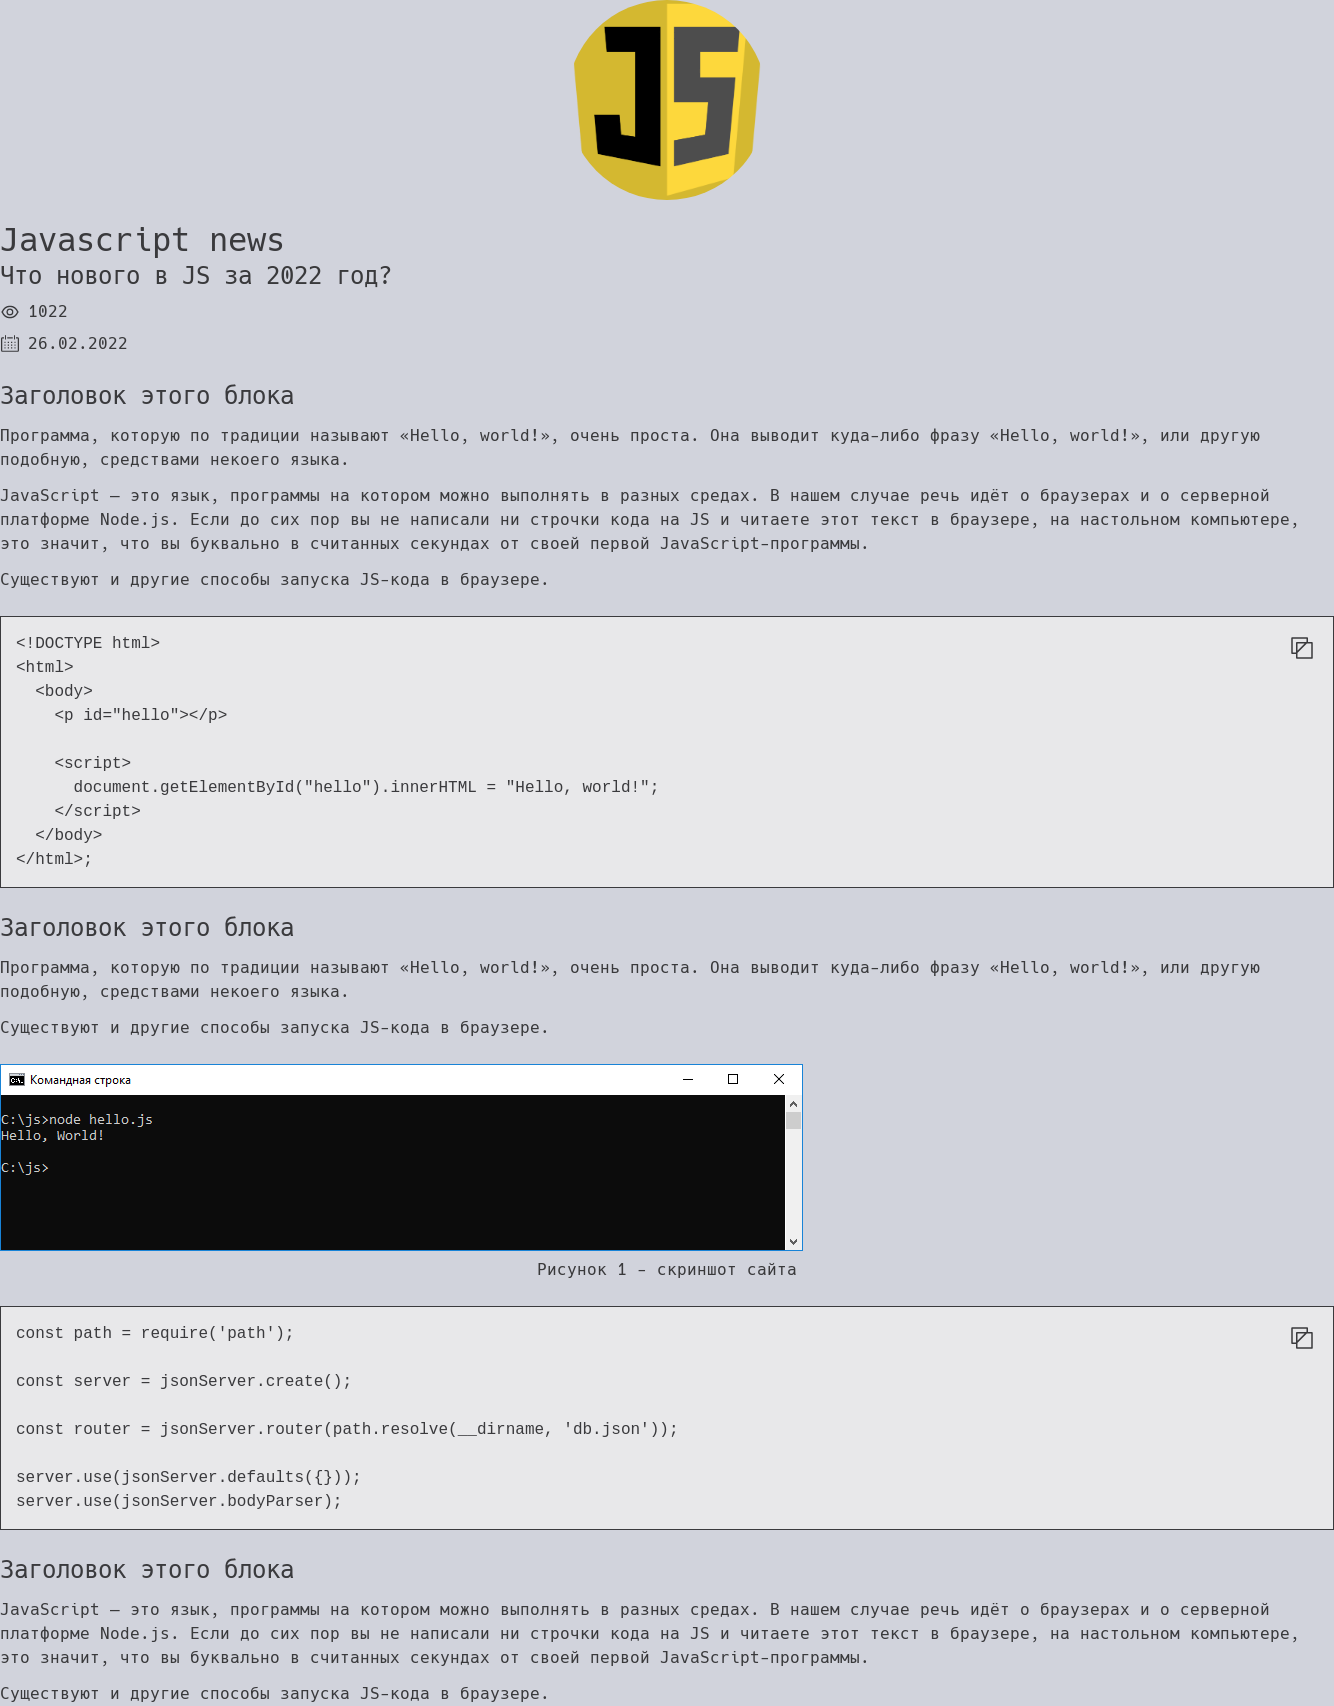 JS
Javascript news
Что нового в JS за 2022 год?
1022
26.02.2022
Заголовок этого блока
Программа, которую по традиции называют «Hello, world!», очень проста. Она выводит куда-либо фразу «Hello, world!», или другую
подобную, средствами некоего языка.
JavaScript — это язык, программы на котором можно выполнять в разных средах. В нашем случае речь идёт о браузерах и о серверной
платформе Node.js. Если до сих пор вы не написали ни строчки кода на JS и читаете этот текст в браузере, на настольном компьютере,
это значит, что вы буквально в считанных секундах от своей первой JavaScript-программы.
Существуют и другие способы запуска JS-кода в браузере.
<!DOCTYPE html>
<html>
  <body>
    <p id="hello"></p>
    <script>
      document.getElementById("hello").innerHTML = "Hello, world!";
    </script>
  </body>
</html>;
Заголовок этого блока
Программа, которую по традиции называют «Hello, world!», очень проста. Она выводит куда-либо фразу «Hello, world!», или другую
подобную, средствами некоего языка.
Существуют и другие способы запуска JS-кода в браузере.
C:\. Командная строка
C:\js>node hello.js
Hello, World!
C:\js>
Рисунок 1 - скриншот сайта
const path = require('path');
const server = jsonServer.create();
const router = jsonServer.router(path.resolve(__dirname, 'db.json'));
server.use(jsonServer.defaults({}));
server.use(jsonServer.bodyParser);
Заголовок этого блока
JavaScript — это язык, программы на котором можно выполнять в разных средах. В нашем случае речь идёт о браузерах и о серверной
платформе Node.js. Если до сих пор вы не написали ни строчки кода на JS и читаете этот текст в браузере, на настольном компьютере,
это значит, что вы буквально в считанных секундах от своей первой JavaScript-программы.
Существуют и другие способы запуска JS-кода в браузере.